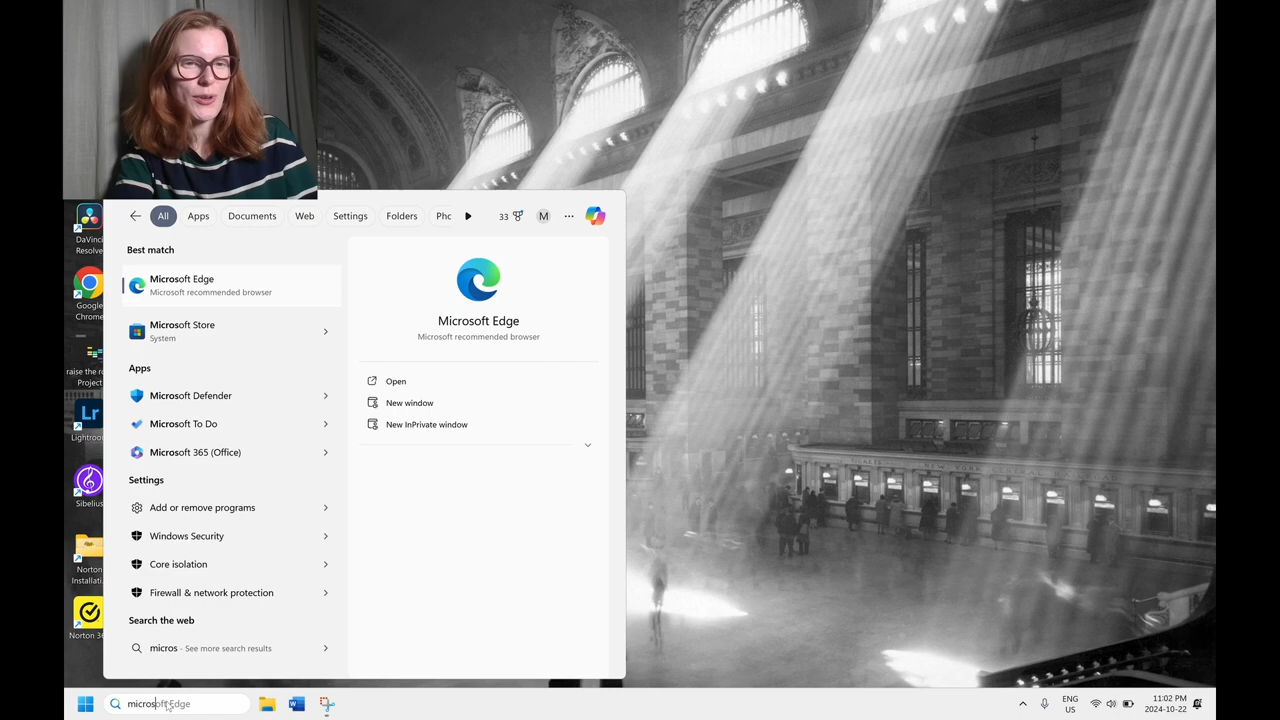 All
Apps
Documents
Web
Settings
Folders
Phc
33
M
DaVinci
Resolve
Google
Chrome
raise the r
Project
Lr
Lightroo
Sibelius
Norton
Installati...
Norton 36
Best match
Microsoft Edge
Microsoft recommended browser
Microsoft Store
System
Apps
Microsoft Defender
Microsoft To Do
Microsoft 365 (Office)
Settings
Add or remove programs
Windows Security
Core isolation
Firewall & network protection
Search the web
micros - See more search results
Microsoft Edge
Microsoft recommended browser
Open
New window
New InPrivate window
TICKETS
NEW YORK
microsoft Edge
ENG
US
11:02 PM
2024-10-22